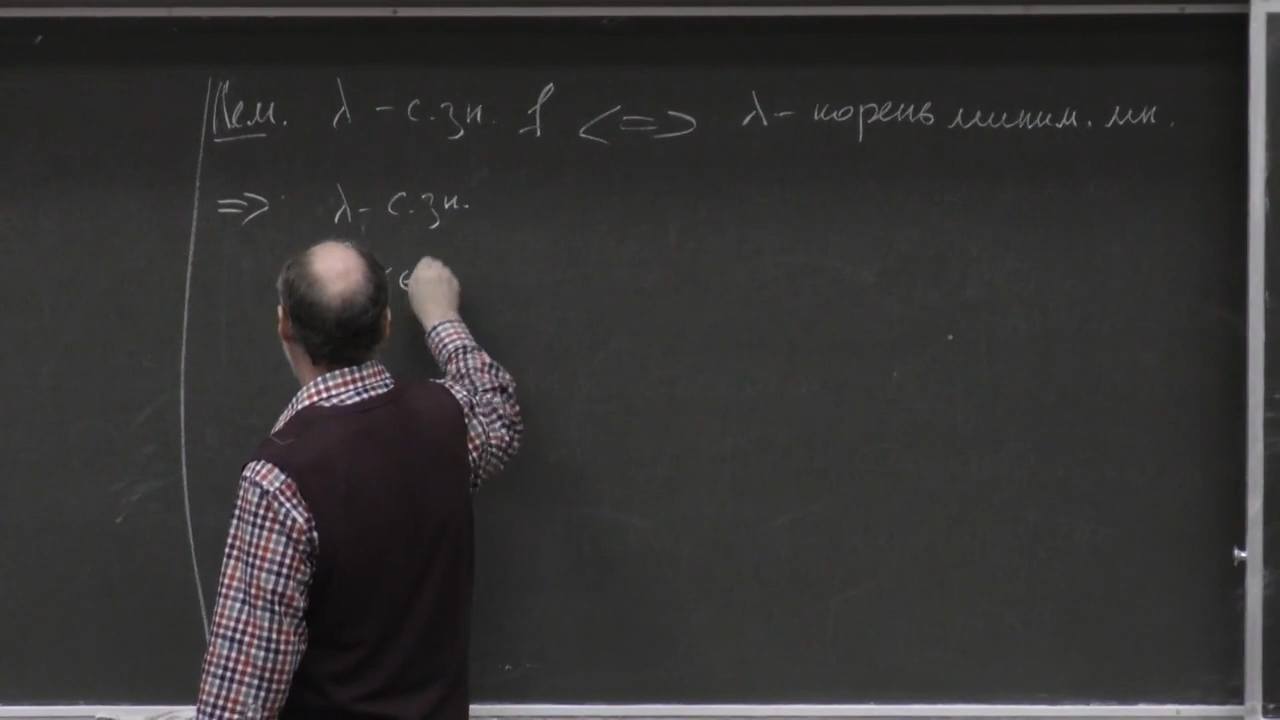 Лем. λ - с.зн. f <=> λ - корень миним. мн.
=> λ - с.зн.